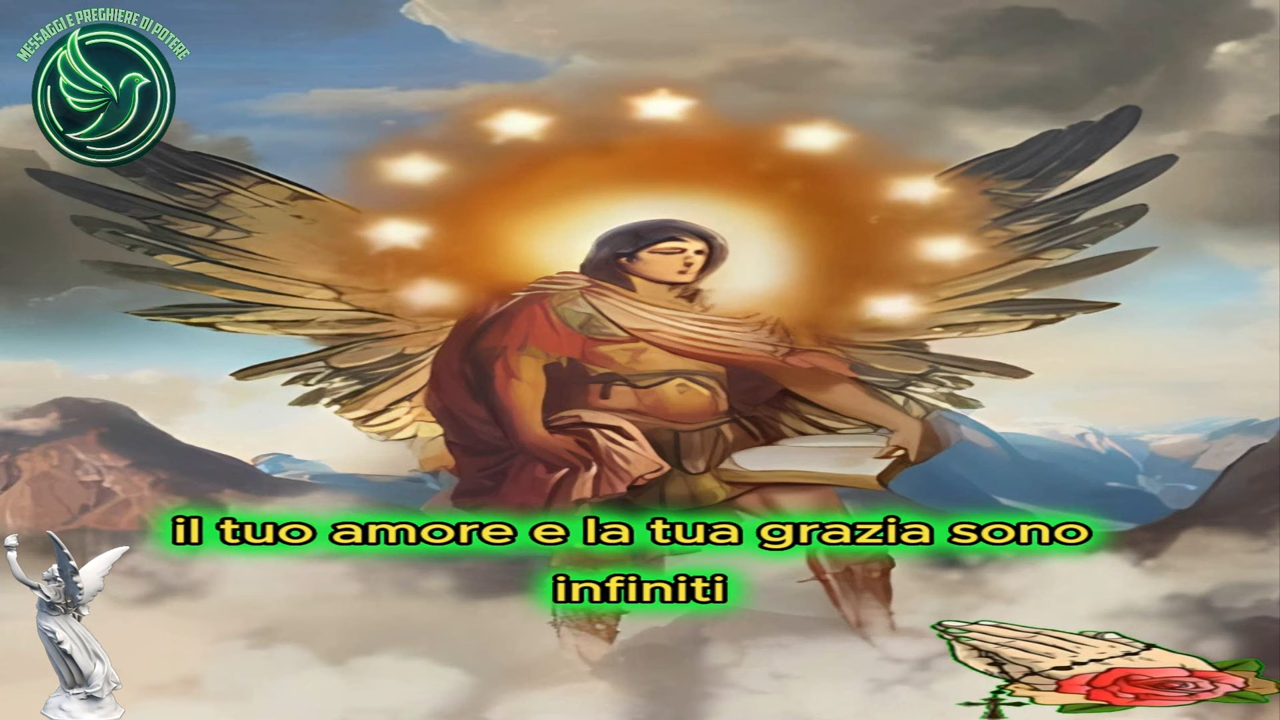 MESSAGGI E PREGHIERE DI POTERE
il tuo amore e la tua grazia sono
infiniti